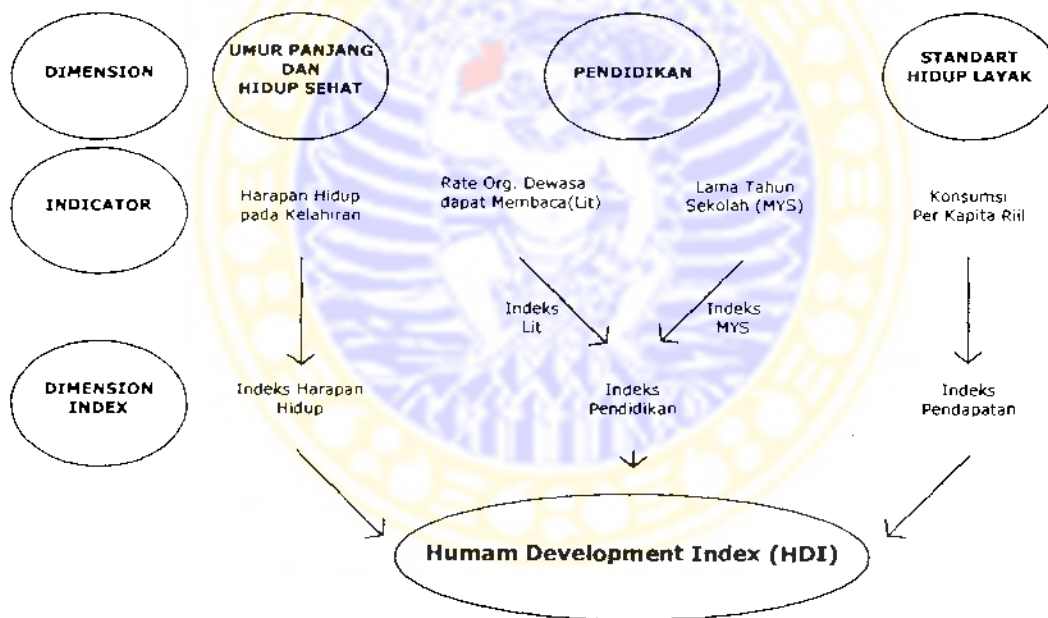 DIMENSION
UMUR PANJANG
DAN
HIDUP SEHAT
PENDIDIKAN
STANDART
HIDUP LAYAK
INDICATOR
Harapan Hidup
pada Kelahiran
Rate Org. Dewasa
dapat Membaca(Lit)
Lama Tahun
Sekolah (MYS)
Konsumsi
Per Kapita Riil
Indeks
Lit
Indeks
MYS
DIMENSION
INDEX
Indeks Harapan
Hidup
Indeks
Pendidikan
Indeks
Pendapatan
Humam Development Index (HDI)